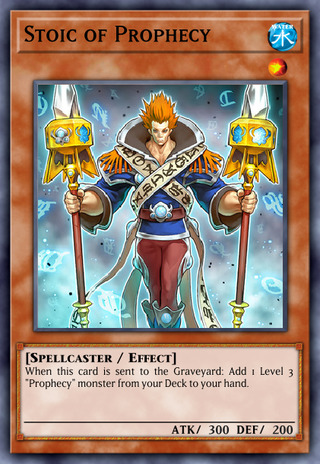 Stoic of Prophecy
WATER
水
[Spellcaster / Effect]
When this card is sent to the Graveyard: Add 1 Level 3
"Prophecy" monster from your Deck to your hand.
ATK/ 300 DEF/ 200